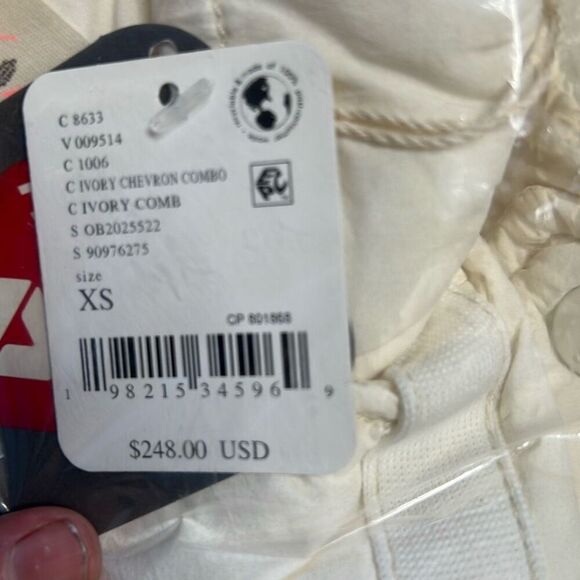 C 8633
V 009514
C 1006
C IVORY CHEVRON COMBO
C IVORY COMB
S OB2025522
S 90976275
size
XS
CP 801868
1 98215 34596 9
$248.00 USD